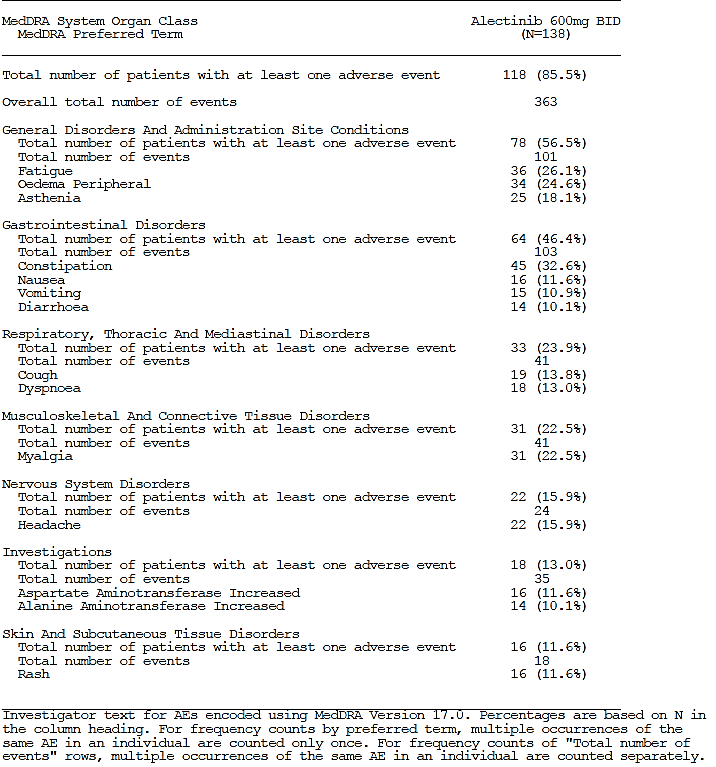 MedDRA System Organ Class Alectinib 600mg BID
MedDRA Preferred Term (N=138)
Total number of patients with at least one adverse event 118 (85.5%)
Overall total number of events 363
General Disorders And Administration Site Conditions
Total number of patients with at least one adverse event 78 (56.5%)
Total number of events 101
Fatigue 36 (26.1%)
Oedema Peripheral 34 (24.6%)
Asthenia 25 (18.1%)
Gastrointestinal Disorders
Total number of patients with at least one adverse event 64 (46.4%)
Total number of events 103
Constipation 45 (32.6%)
Nausea 16 (11.6%)
Vomiting 15 (10.9%)
Diarrhoea 14 (10.1%)
Respiratory, Thoracic And Mediastinal Disorders
Total number of patients with at least one adverse event 33 (23.9%)
Total number of events 41
Cough 19 (13.8%)
Dyspnoea 18 (13.0%)
Musculoskeletal And Connective Tissue Disorders
Total number of patients with at least one adverse event 31 (22.5%)
Total number of events 41
Myalgia 31 (22.5%)
Nervous System Disorders
Total number of patients with at least one adverse event 22 (15.9%)
Total number of events 24
Headache 22 (15.9%)
Investigations
Total number of patients with at least one adverse event 18 (13.0%)
Total number of events 35
Aspartate Aminotransferase Increased 16 (11.6%)
Alanine Aminotransferase Increased 14 (10.1%)
Skin And Subcutaneous Tissue Disorders
Total number of patients with at least one adverse event 16 (11.6%)
Total number of events 18
Rash 16 (11.6%)
Investigator text for AEs encoded using MedDRA Version 17.0. Percentages are based on N in
the column heading. For frequency counts by preferred term, multiple occurrences of the
same AE in an individual are counted only once. For frequency counts of "Total number of
events" rows, multiple occurrences of the same AE in an individual are counted separately.